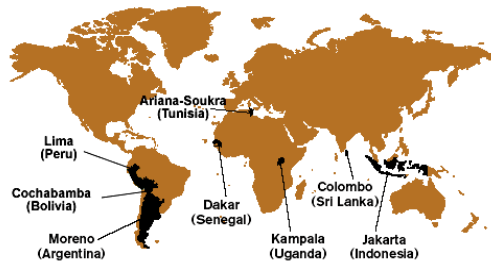 Ariana-Soukra
(Tunisia)
Lima
(Peru)
Cochabamba
(Bolivia)
Moreno
(Argentina)
Dakar
(Senegal)
Kampala
(Uganda)
Colombo
(Sri Lanka)
Jakarta
(Indonesia)